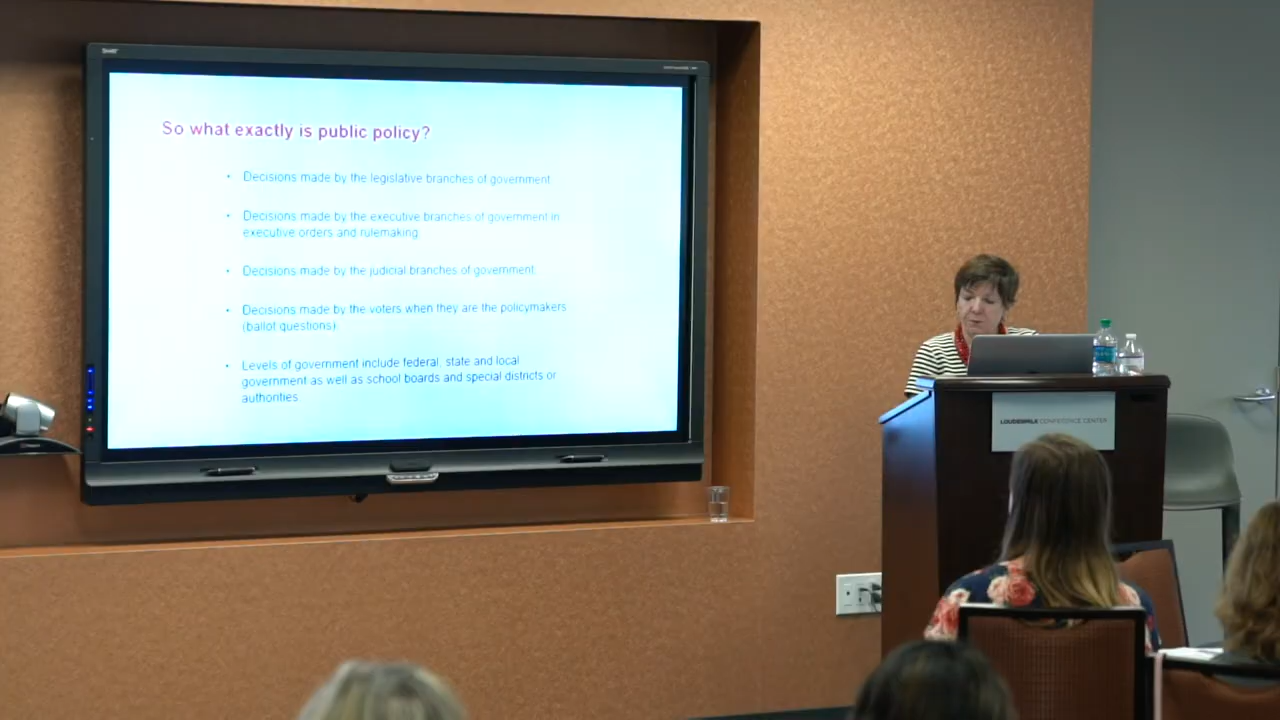 SMART
So what exactly is public policy?
• Decisions made by the legislative branches of government.
• Decisions made by the executive branches of government in
executive orders and rulemaking.
• Decisions made by the judicial branches of government.
• Decisions made by the voters when they are the policymakers
(ballot questions).
• Levels of government include federal, state and local
government as well as school boards and special districts or
authorities.
LOUDERMILK CONFERENCE CENTER